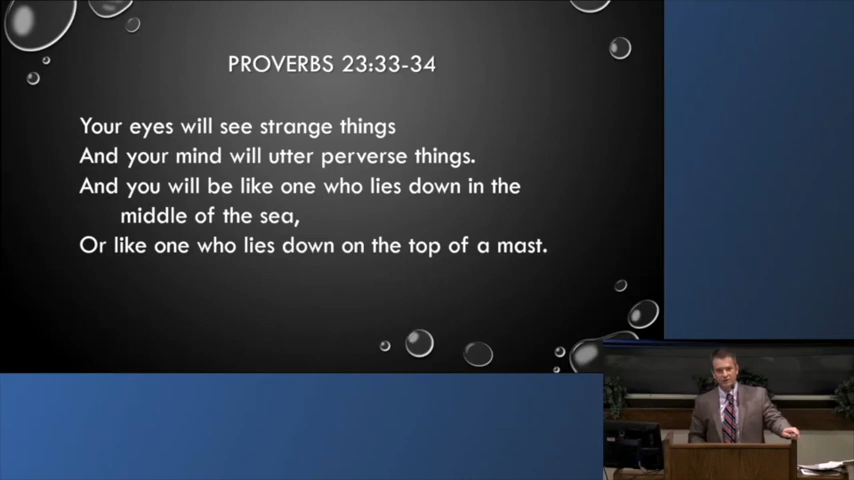 PROVERBS 23:33-34
Your eyes will see strange things
And your mind will utter perverse things.
And you will be like one who lies down in the
middle of the sea,
Or like one who lies down on the top of a mast.